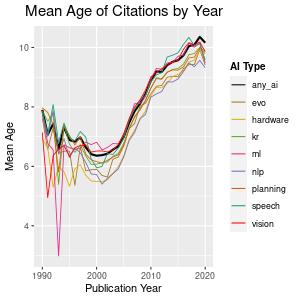 Mean Age of Citations by Year
10
8
6
4
Mean Age
1990
2000
2010
2020
Publication Year
AI Type
any_ai
evo
hardware
kr
ml
nlp
planning
speech
vision